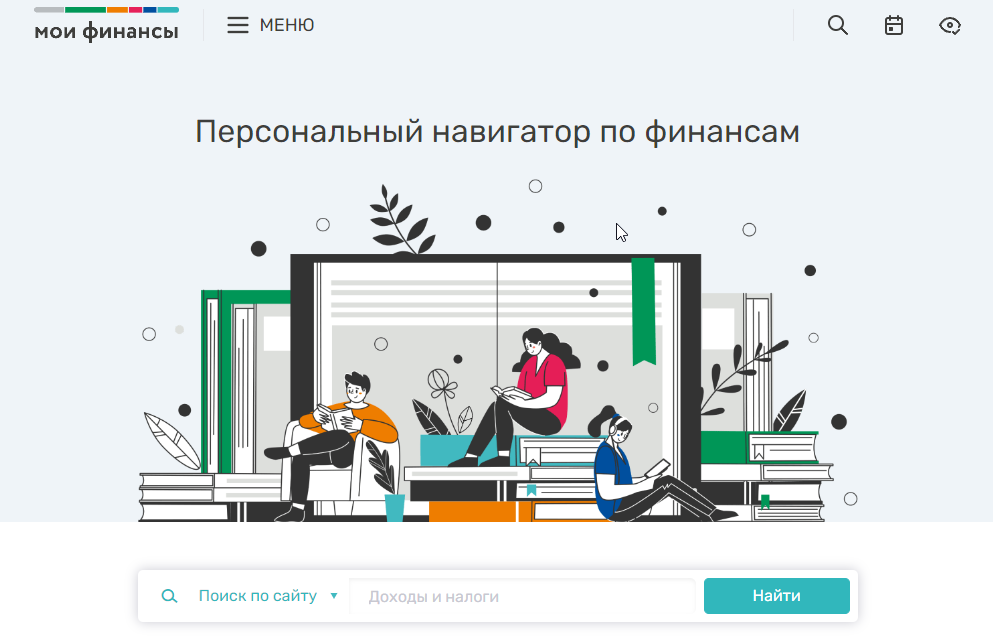 мои финансы
МЕНЮ
Персональный навигатор по финансам
Поиск по сайту
Доходы и налоги
Найти